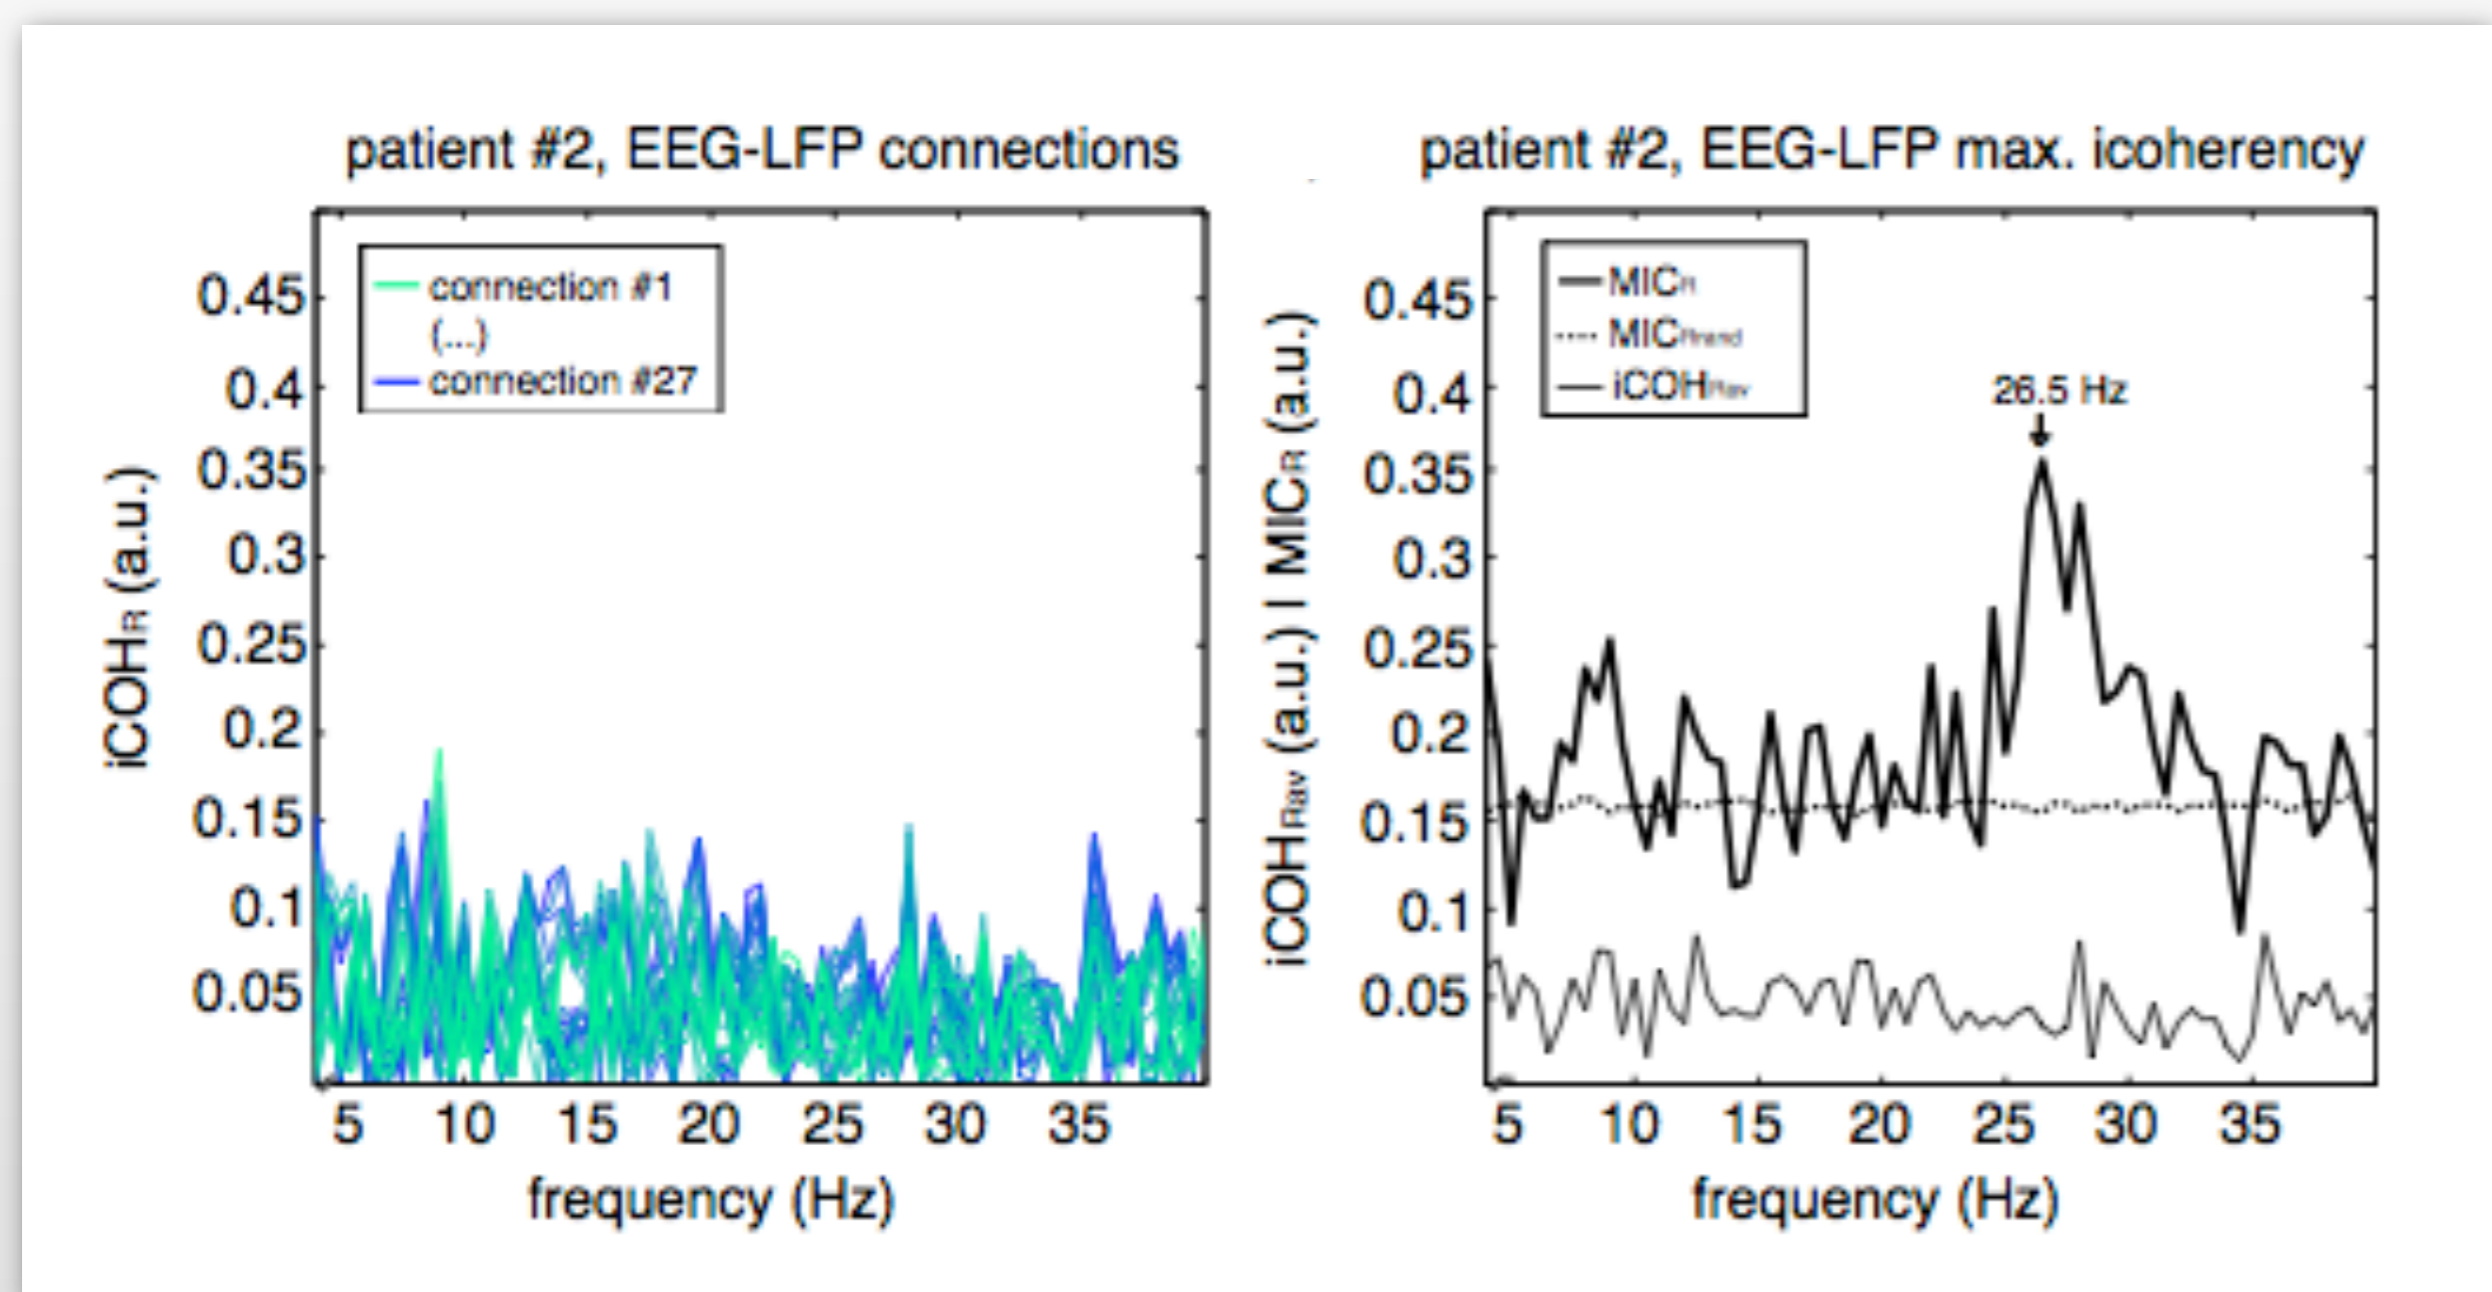 patient #2, EEG-LFP connections
connection #1
(...)
connection #27
iCOHR (a.u.)
0.45
0.4
0.35
0.3
0.25
0.2
0.15
0.1
0.05
5 10 15 20 25 30 35
frequency (Hz)
patient #2, EEG-LFP max. icoherency
MICR
MICRrand
iCOHRav
26.5 Hz
iCOHRav (a.u.) I MICR (a.u.)
0.45
0.4
0.35
0.3
0.25
0.2
0.15
0.1
0.05
5 10 15 20 25 30 35
frequency (Hz)